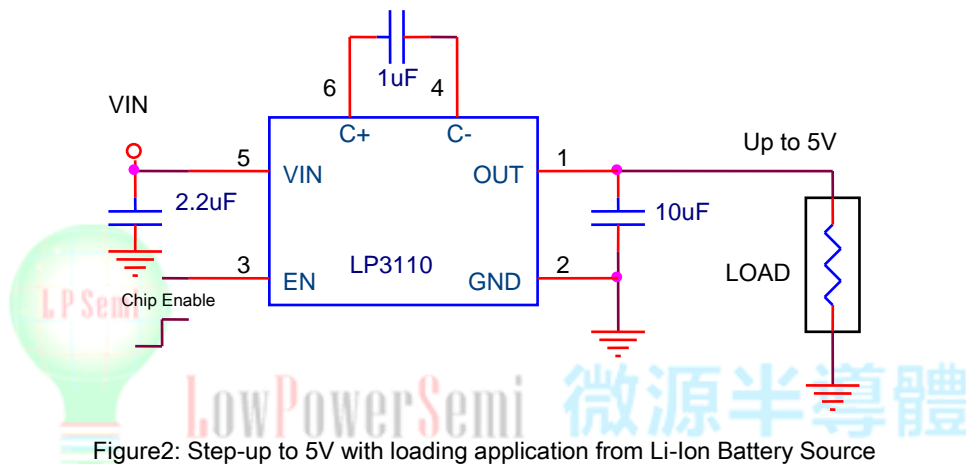 1uF
6
4
VIN
C+
C-
Up to 5V
5
1
VIN
OUT
2.2uF
10uF
3
2
LP3110
LOAD
EN
GND
Chip Enable
LP Semi
LowPowerSemi 微源半導體
Figure2: Step-up to 5V with loading application from Li-Ion Battery Source